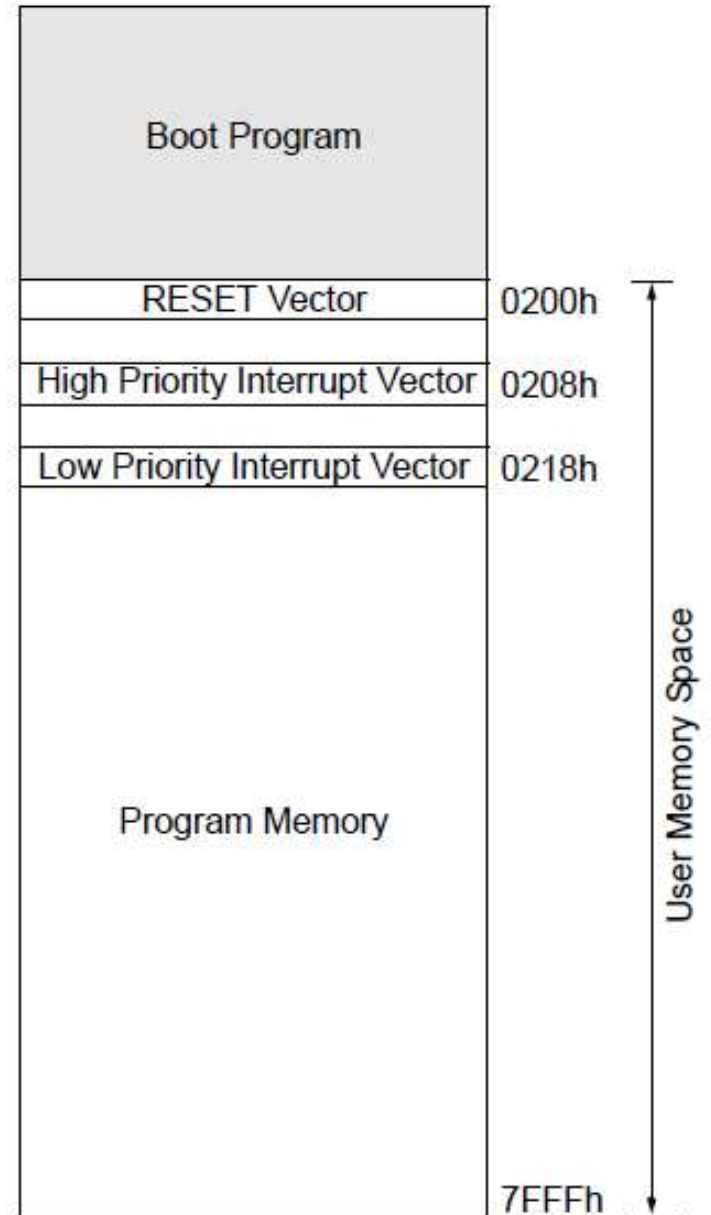 Boot Program
RESET Vector 0200h
High Priority Interrupt Vector 0208h
Low Priority Interrupt Vector 0218h
User Memory Space
Program Memory
7FFFh